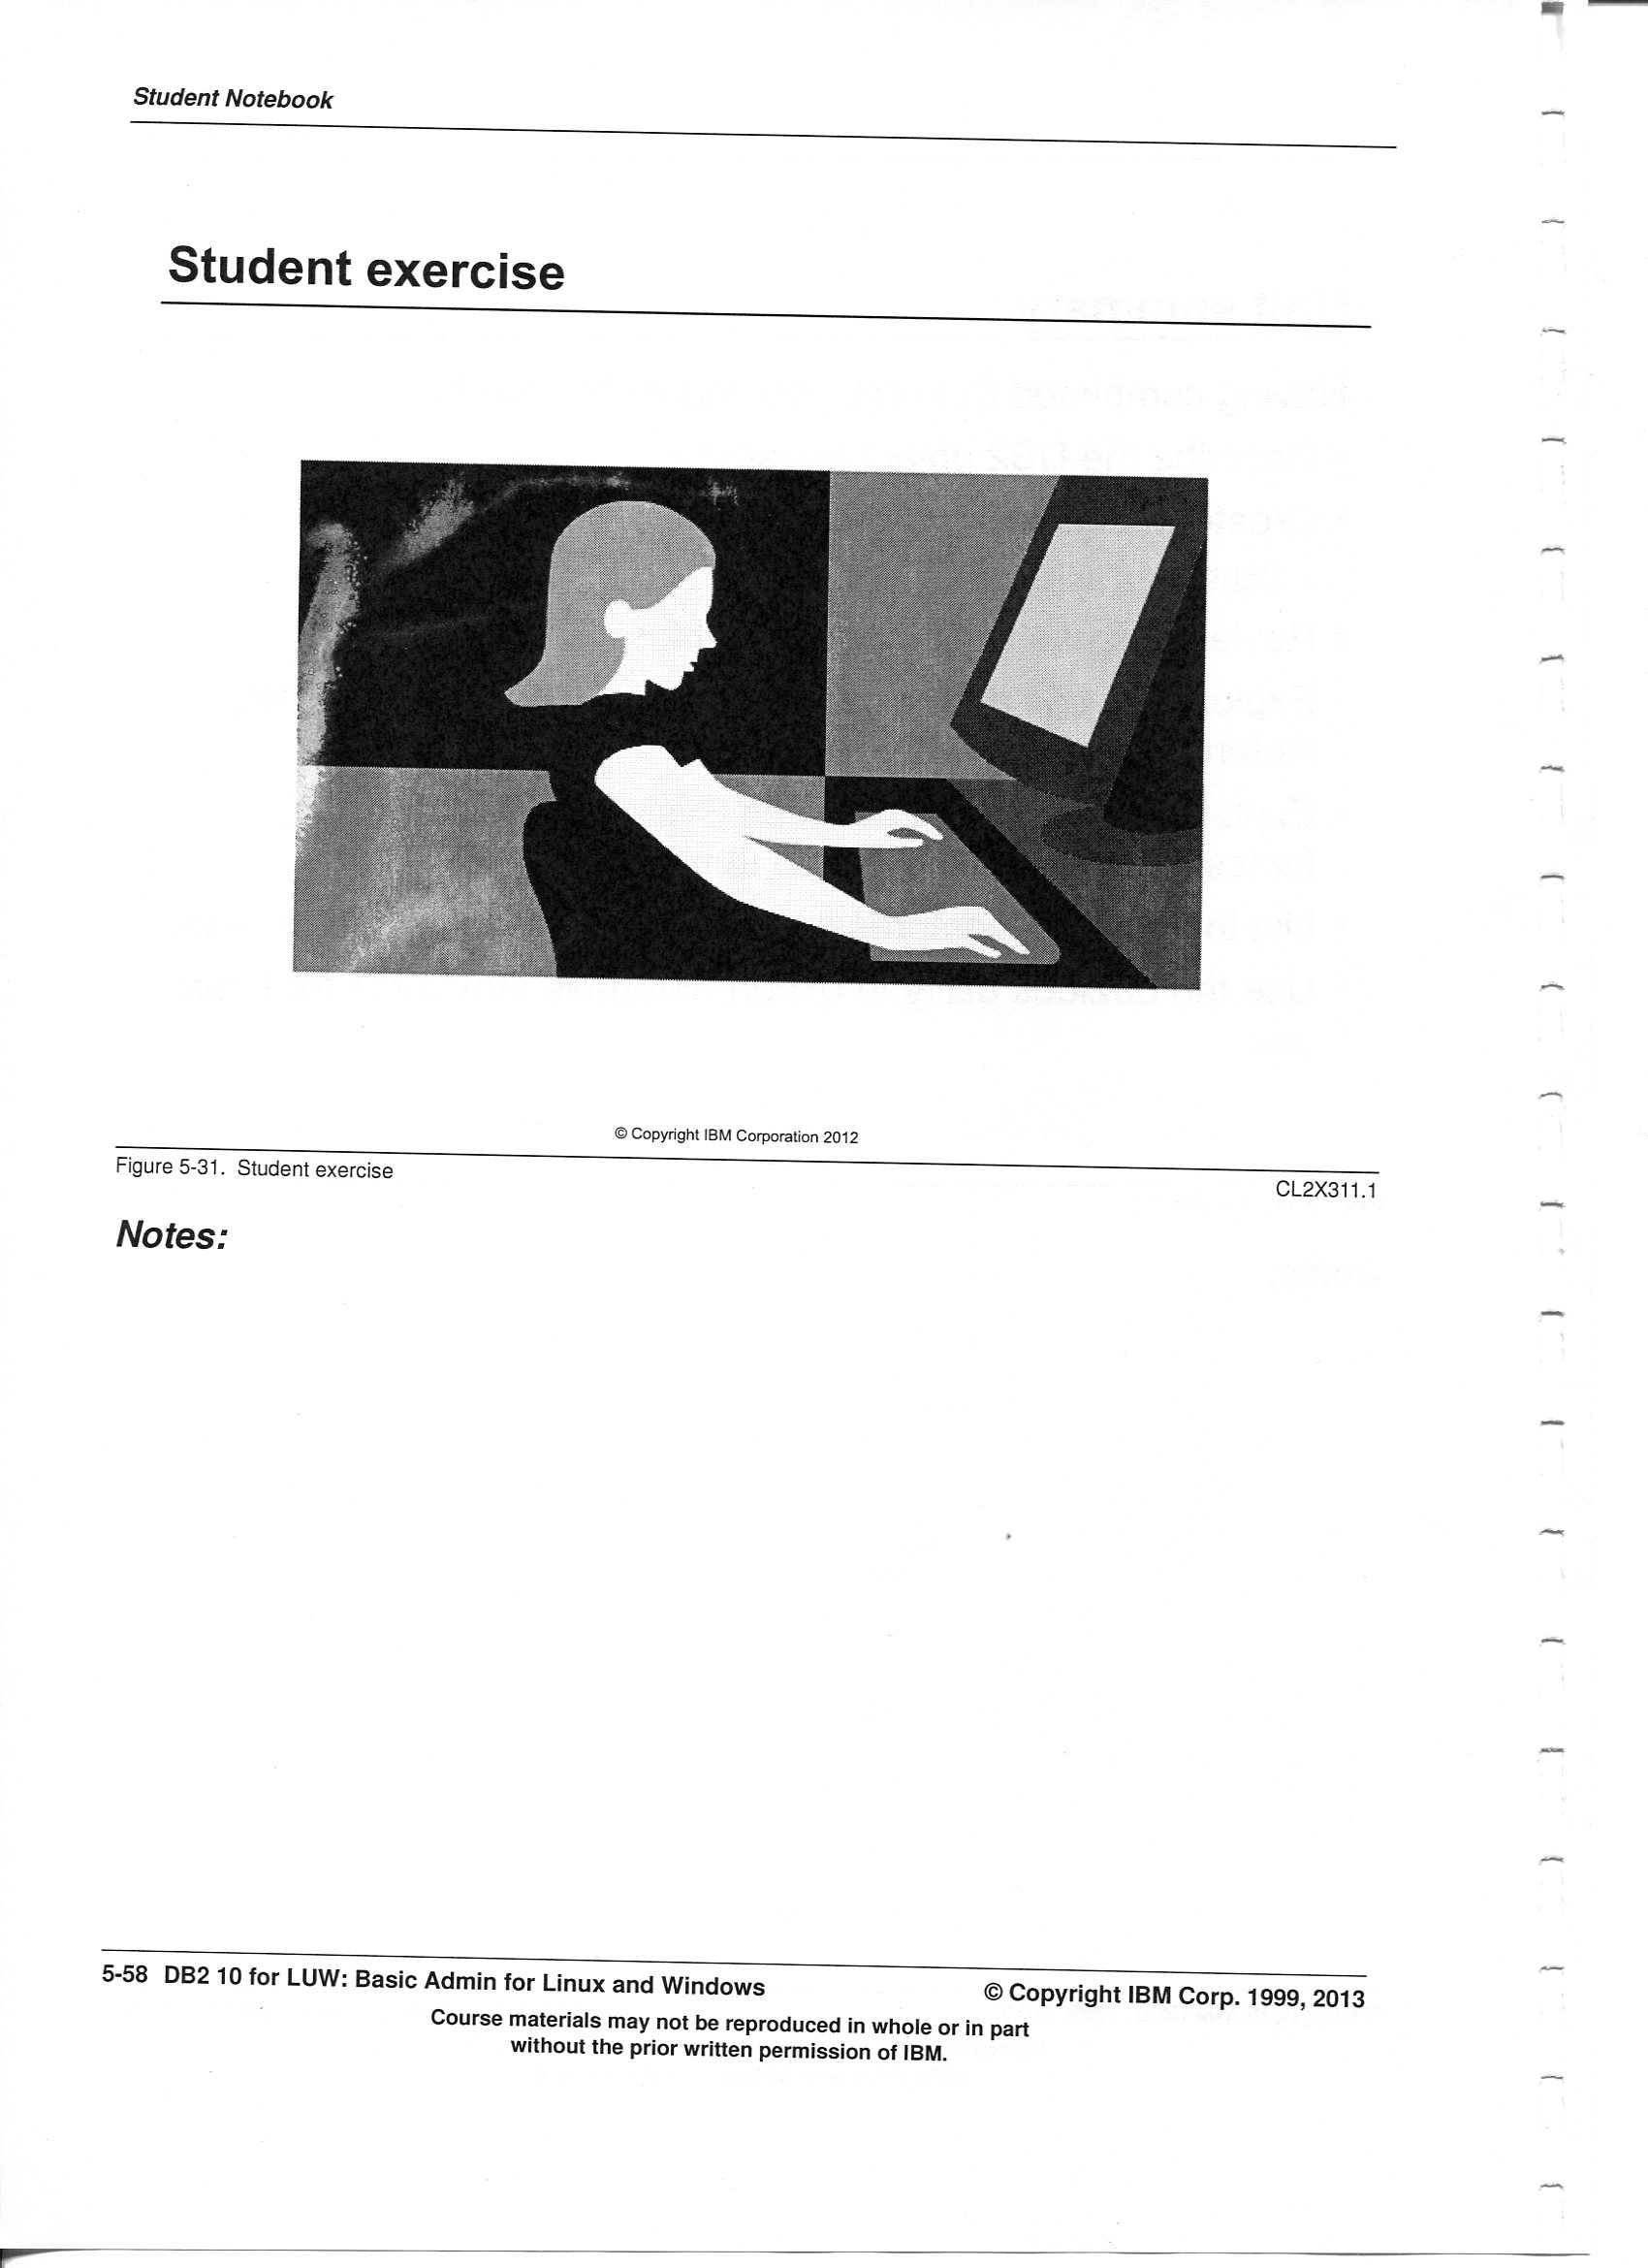 Student Notebook
Student exercise
© Copyright IBM Corporation 2012
Figure 5-31. Student exercise
CL2X311.1
Notes:
5-58 DB2 10 for LUW: Basic Admin for Linux and Windows © Copyright IBM Corp. 1999, 2013
Course materials may not be reproduced in whole or in part
without the prior written permission of IBM.